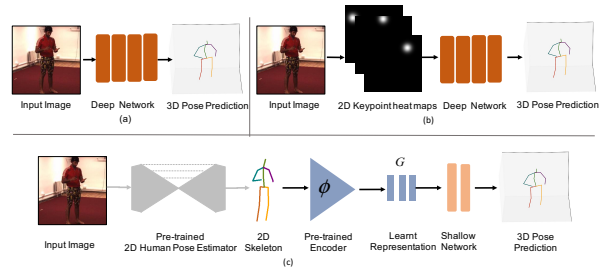 Input Image
Deep Network
3D Pose Prediction
(a)
Input Image
2D Keypoint heat maps
Deep Network
3D Pose Prediction
(b)
G
ϕ
Input Image
Pre-trained
2D Human Pose Estimator
2D
Skeleton
Pre-trained
Encoder
Learnt
Representation
Shallow
Network
3D Pose
Prediction
(c)